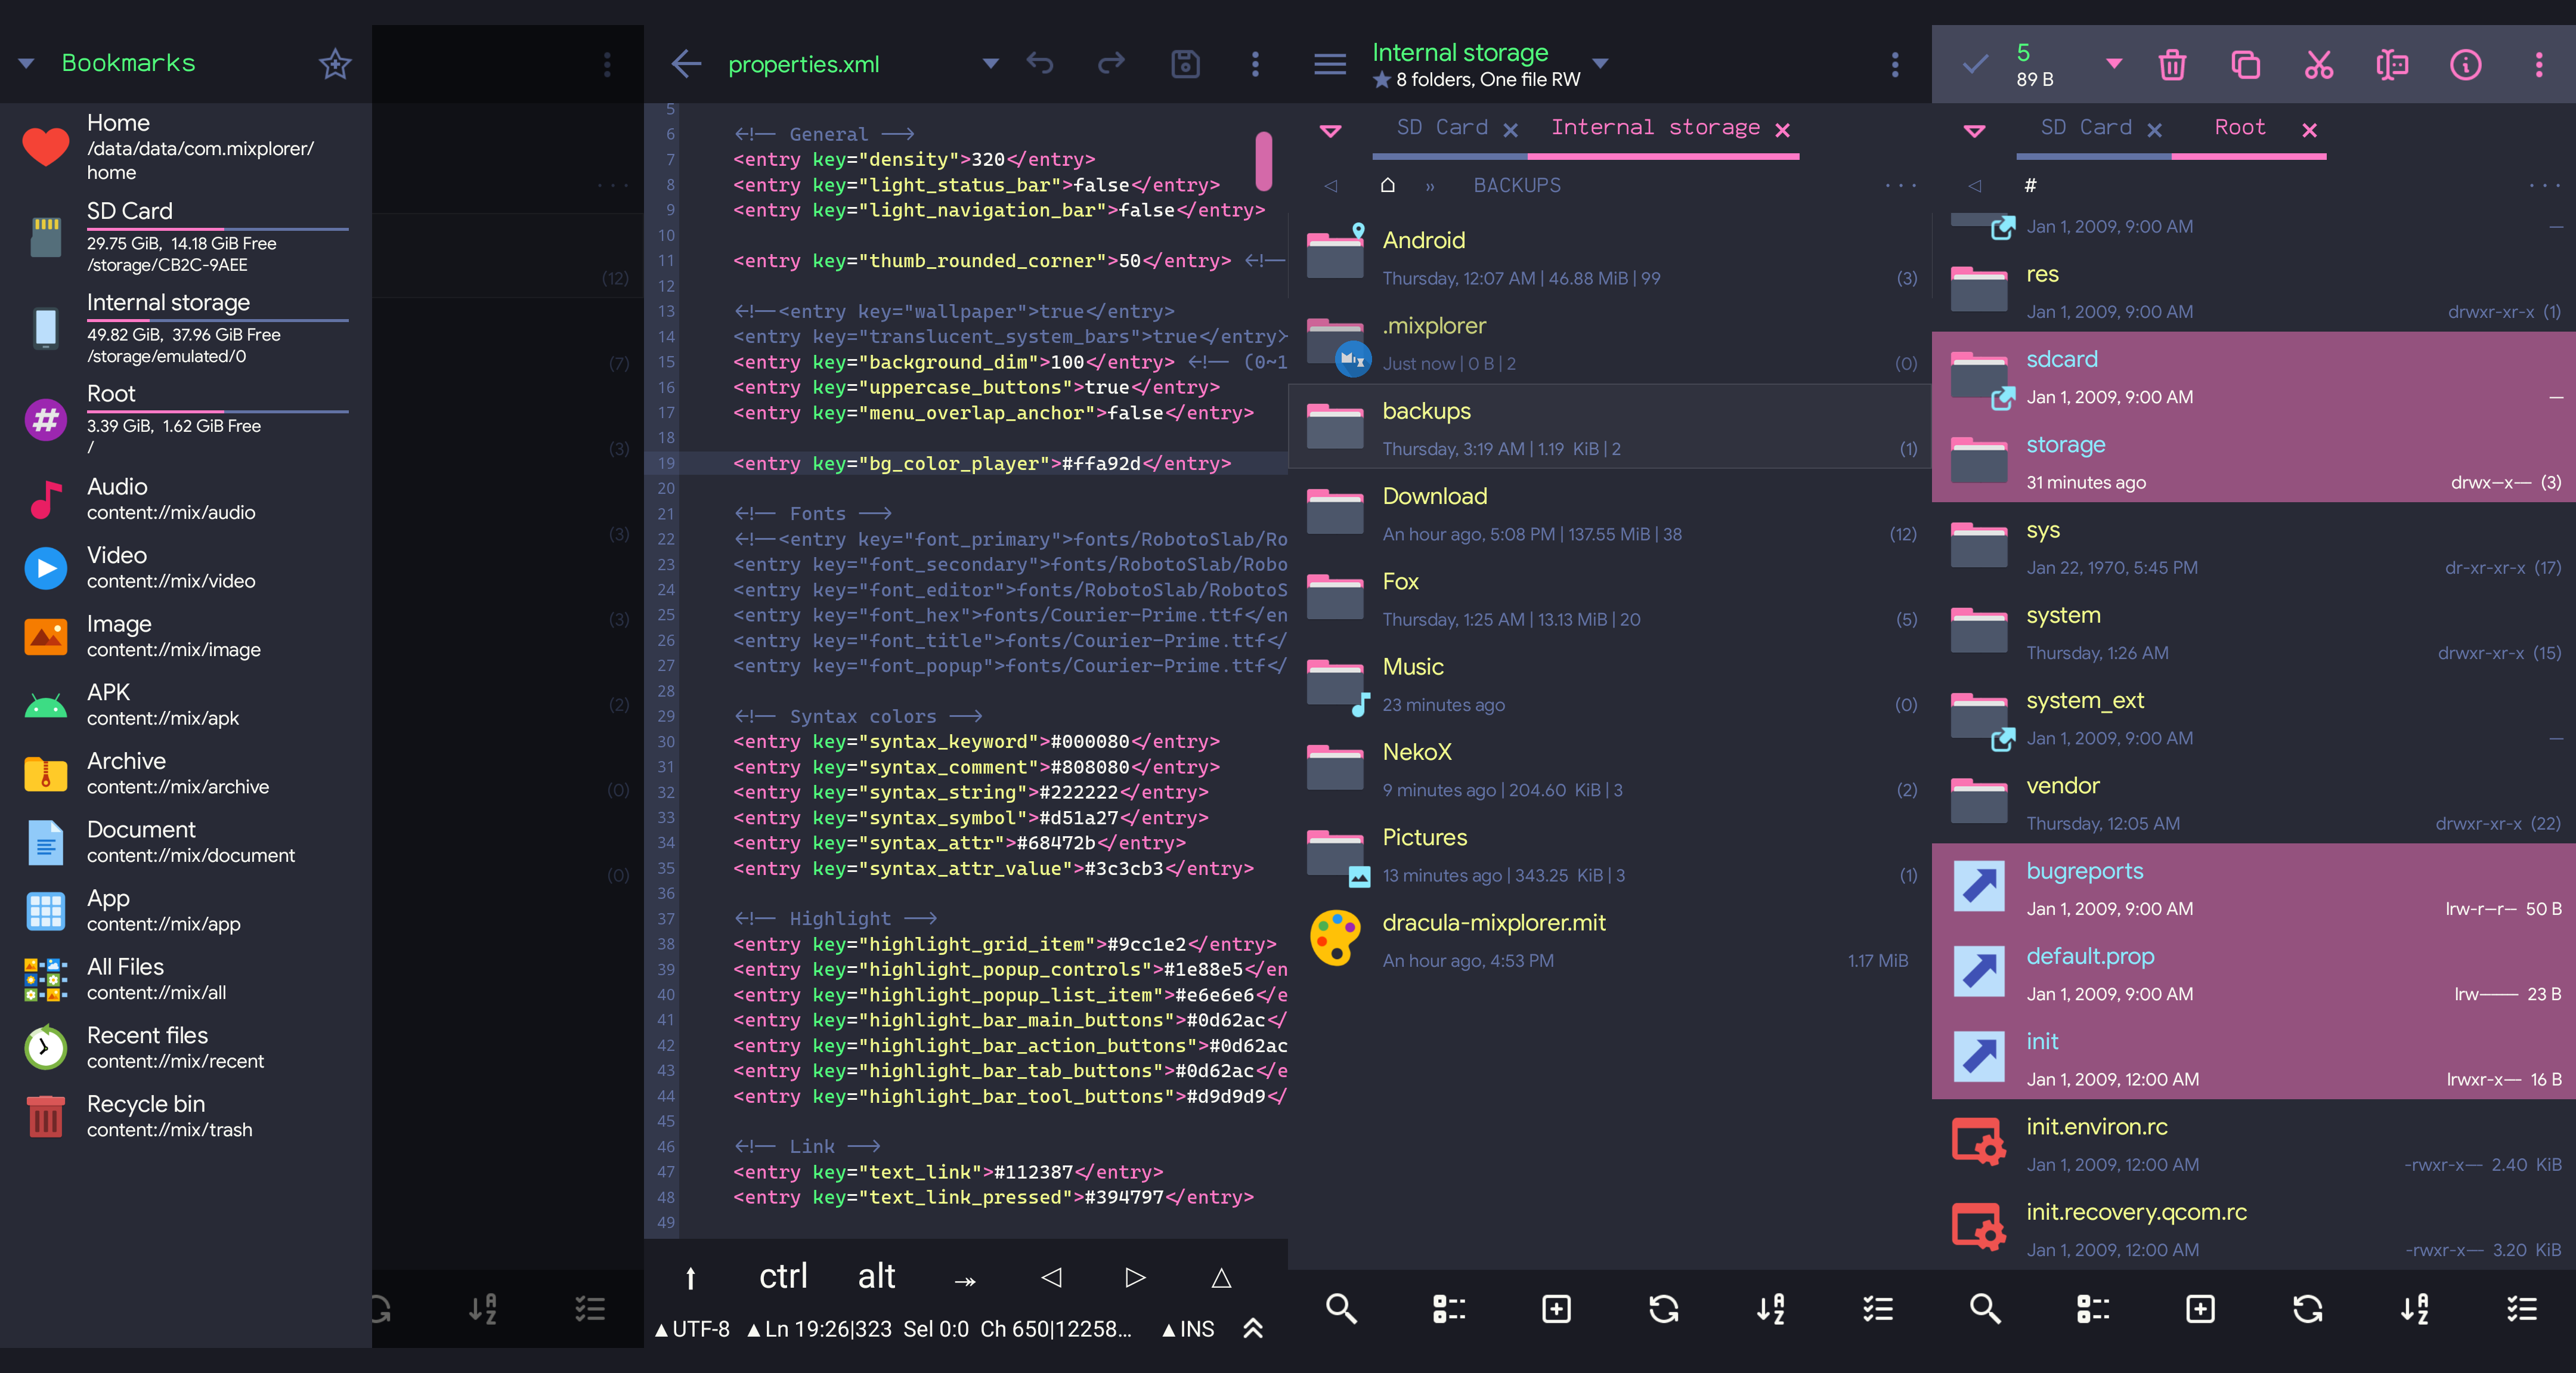 Bookmarks
Home
/data/data/com.mixplorer/
home
SD Card
29.75 GiB, 14.18 GiB Free
/storage/CB2C-9AEE
Internal storage
49.82 GiB, 37.96 GiB Free
/storage/emulated/0
#
Root
3.39 GiB, 1.62 GiB Free
/
Audio
content://mix/audio
Video
content://mix/video
Image
content://mix/image
APK
content://mix/apk
Archive
content://mix/archive
Document
content://mix/document
App
content://mix/app
All Files
content://mix/all
Recent files
content://mix/recent
Recycle bin
content://mix/trash
(12)
(7)
(3)
(3)
(3)
(2)
(0)
(0)
properties.xml
5
6 <!-- General -->
7 <entry key="density">320</entry>
8 <entry key="light_status_bar">false</entry>
9 <entry key="light_navigation_bar">false</entry>
10
11 <entry key="thumb_rounded_corner">50</entry> <!--
12
13 <!--<entry key="wallpaper">true</entry>
14 <entry key="translucent_system_bars">true</entry>
15 <entry key="background_dim">100</entry> <!-- (0~1
16 <entry key="uppercase_buttons">true</entry>
17 <entry key="menu_overlap_anchor">false</entry>
18
19 <entry key="bg_color_player">#ffa92d</entry>
20
21 <!-- Fonts -->
22 <!--<entry key="font_primary">fonts/RobotoSlab/Ro
23 <entry key="font_secondary">fonts/RobotoSlab/Robo
24 <entry key="font_editor">fonts/RobotoSlab/RobotoS
25 <entry key="font_hex">fonts/Courier-Prime.ttf</en
26 <entry key="font_title">fonts/Courier-Prime.ttf</
27 <entry key="font_popup">fonts/Courier-Prime.ttf</
28
29 <!-- Syntax colors -->
30 <entry key="syntax_keyword">#000080</entry>
31 <entry key="syntax_comment">#808080</entry>
32 <entry key="syntax_string">#222222</entry>
33 <entry key="syntax_symbol">#d51a27</entry>
34 <entry key="syntax_attr">#68472b</entry>
35 <entry key="syntax_attr_value">#3c3cb3</entry>
36
37 <!-- Highlight -->
38 <entry key="highlight_grid_item">#9cc1e2</entry>
39 <entry key="highlight_popup_controls">#1e88e5</en
40 <entry key="highlight_popup_list_item">#e6e6e6</e
41 <entry key="highlight_bar_main_buttons">#0d62ac</
42 <entry key="highlight_bar_action_buttons">#0d62ac
43 <entry key="highlight_bar_tab_buttons">#0d62ac</e
44 <entry key="highlight_bar_tool_buttons">#d9d9d9</
45
46 <!-- Link -->
47 <entry key="text_link">#112387</entry>
48 <entry key="text_link_pressed">#394797</entry>
49
ctrl alt
▲UTF-8 ▲Ln 19:26|323 Sel 0:0 Ch 650|12258... ▲INS
Internal storage
8 folders, One file RW
SD Card Internal storage
» BACKUPS ...
Android
Thursday, 12:07 AM | 46.88 MiB | 99 (3)
.mixplorer
Just now | 0 B | 2 (0)
backups
Thursday, 3:19 AM | 1.19 KiB | 2 (1)
Download
An hour ago, 5:08 PM | 137.55 MiB | 38 (12)
Fox
Thursday, 1:25 AM | 13.13 MiB | 20 (5)
Music
23 minutes ago (0)
NekoX
9 minutes ago | 204.60 KiB | 3 (2)
Pictures
13 minutes ago | 343.25 KiB | 3 (1)
dracula-mixplorer.mit
An hour ago, 4:53 PM 1.17 MiB
A
Z
5
89 B
SD Card Root
# ...
Jan 1, 2009, 9:00 AM —
res
Jan 1, 2009, 9:00 AM drwxr-xr-x (1)
sdcard
Jan 1, 2009, 9:00 AM —
storage
31 minutes ago drwx--x--- (3)
sys
Jan 22, 1970, 5:45 PM dr-xr-xr-x (17)
system
Thursday, 1:26 AM drwxr-xr-x (15)
system_ext
Jan 1, 2009, 9:00 AM —
vendor
Thursday, 12:05 AM drwxr-xr-x (22)
bugreports
Jan 1, 2009, 9:00 AM lrw-r--r-- 50 B
default.prop
Jan 1, 2009, 9:00 AM lrw------- 23 B
init
Jan 1, 2009, 12:00 AM lrwxr-x--- 16 B
init.environ.rc
Jan 1, 2009, 12:00 AM -rwxr-x--- 2.40 KiB
init.recovery.qcom.rc
Jan 1, 2009, 12:00 AM -rwxr-x--- 3.20 KiB
A
Z